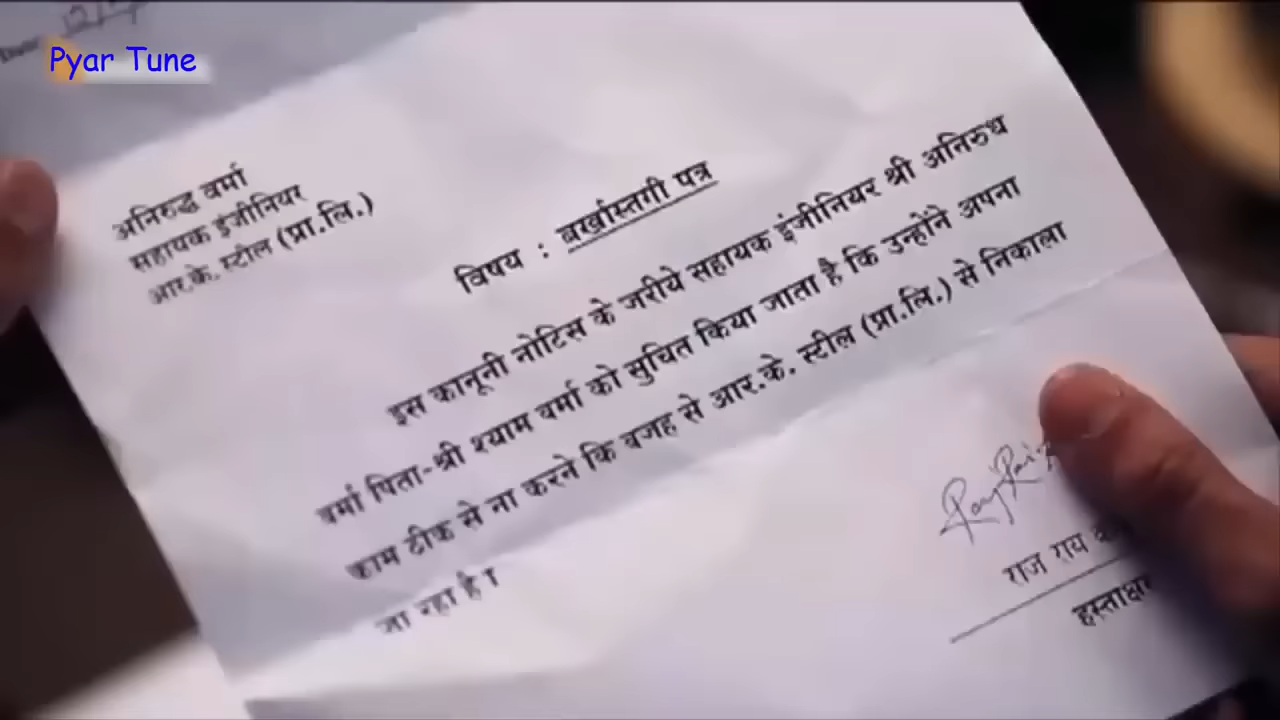 Pyar Tune
अनिरुद्ध वर्मा
सहायक इंजीनियर
आर.के. स्टील (प्रा.लि.)
विषय : बर्खास्तगी पत्र
इस कानूनी नोटिस के जरीये सहायक इंजीनियर श्री अनिरुध
वर्मा पिता-श्री श्याम वर्मा को सुचित किया जाता है कि उन्होंने अपना
काम ठीक से ना करने कि वजह से आर.के. स्टील (प्रा.लि.) से निकाला
जा रहा है।
राज राय
हस्ताक्षर